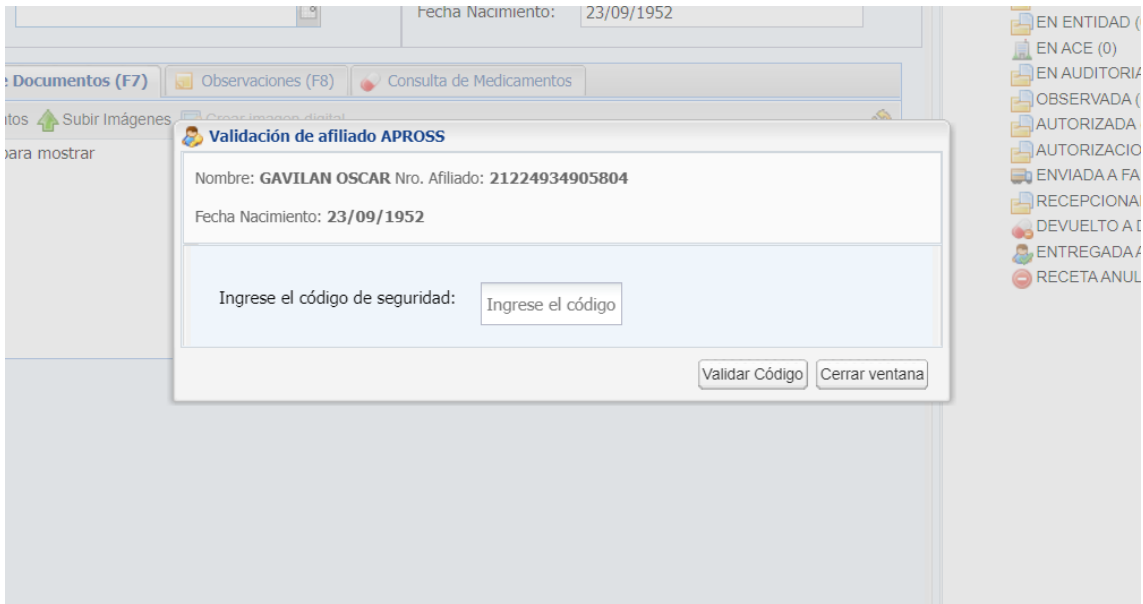 Fecha Nacimiento: 23/09/1952
Documentos (F7) Observaciones (F8) Consulta de Medicamentos
Subir Imágenes Crear imagen digital
para mostrar
Validación de afiliado APROSS
Nombre: GAVILAN OSCAR Nro. Afiliado: 21224934905804
Fecha Nacimiento: 23/09/1952
Ingrese el código de seguridad: Ingrese el código
Validar Código Cerrar ventana
EN ENTIDAD (
EN ACE (0)
EN AUDITORIA
OBSERVADA (
AUTORIZADA
AUTORIZACIO
ENVIADA A FA
RECEPCIONA
DEVUELTO A D
ENTREGADA A
RECETA ANUL